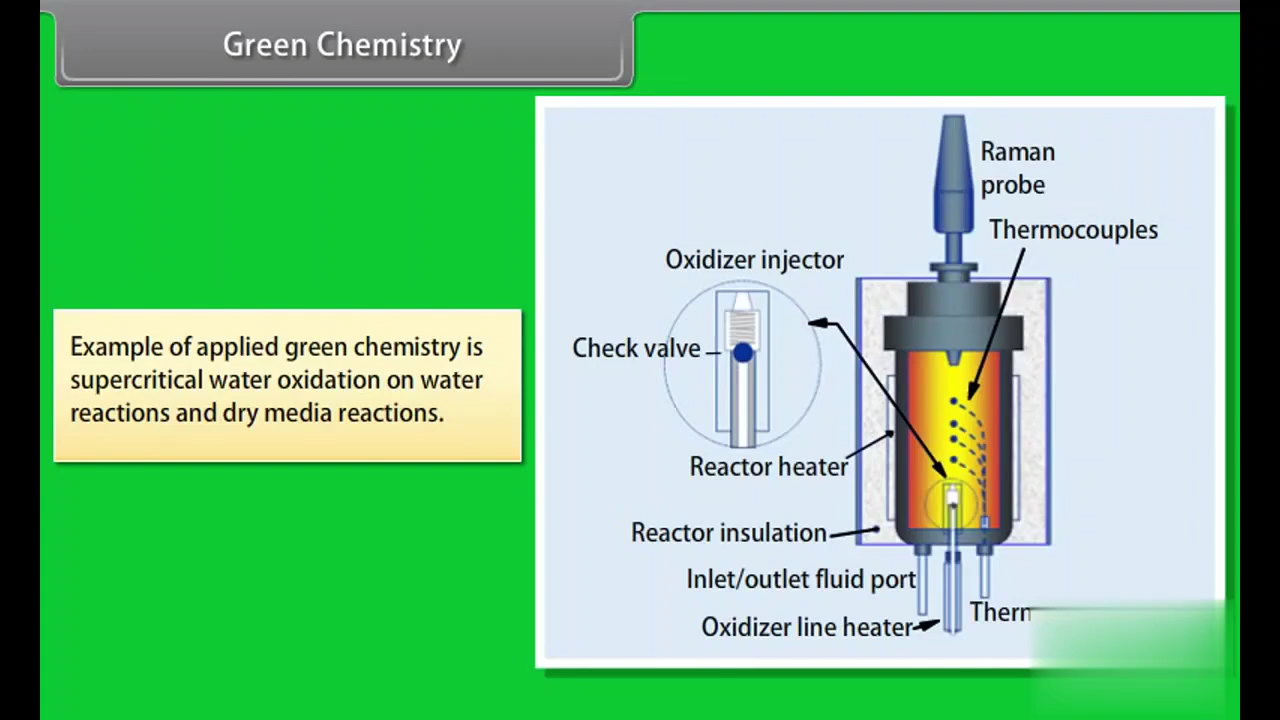 Green Chemistry
Example of applied green chemistry is
supercritical water oxidation on water
reactions and dry media reactions.
Raman
probe
Thermocouples
Oxidizer injector
Check valve
Reactor heater
Reactor insulation
Inlet/outlet fluid port
Oxidizer line heater